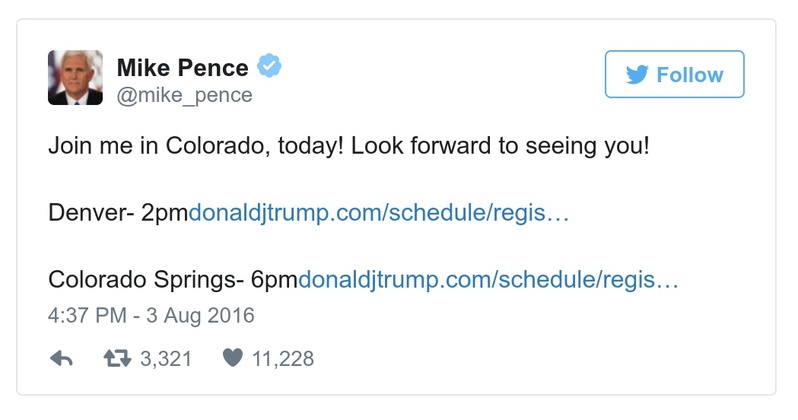 Mike Pence
@mike_pence
Follow
Join me in Colorado, today! Look forward to seeing you!
Denver- 2pmdonaldjtrump.com/schedule/regis…
Colorado Springs- 6pmdonaldjtrump.com/schedule/regis…
4:37 PM - 3 Aug 2016
3,321 11,228